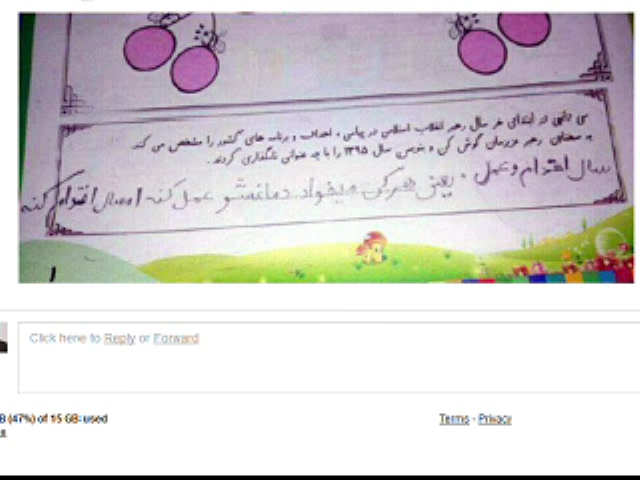 می دانی در ابتدای هر سال رهبر انقلاب اسلامی در پیامی ، اهداف و برنامه های کشور را مشخص می کند
به سخنان رهبر عزیزمان گوش کن و بنویس سال ۱۳۹۵ را با چه عنوانی نامگذاری کردند.
سال اقدام و عمل . یعنی هرکی میخواد عمل کنه امسال اقدام کنه
۱
Click here to Reply or Forward
(47%) of 15 GB used
Terms - Privacy